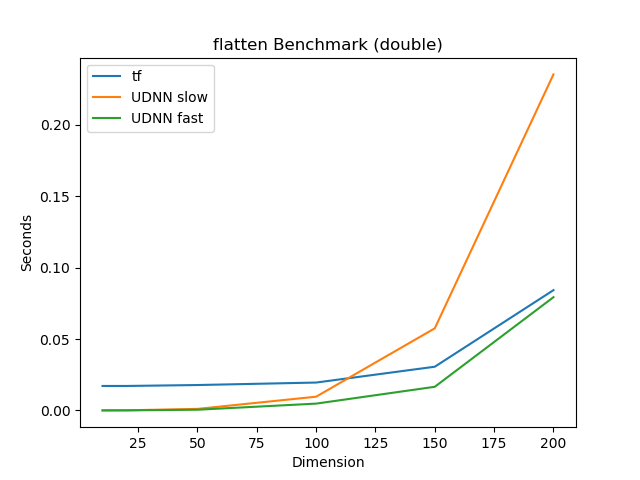 flatten Benchmark (double)
tf
UDNN slow
UDNN fast
Seconds
0.20
0.15
0.10
0.05
0.00
25
50
75
100
125
150
175
200
Dimension